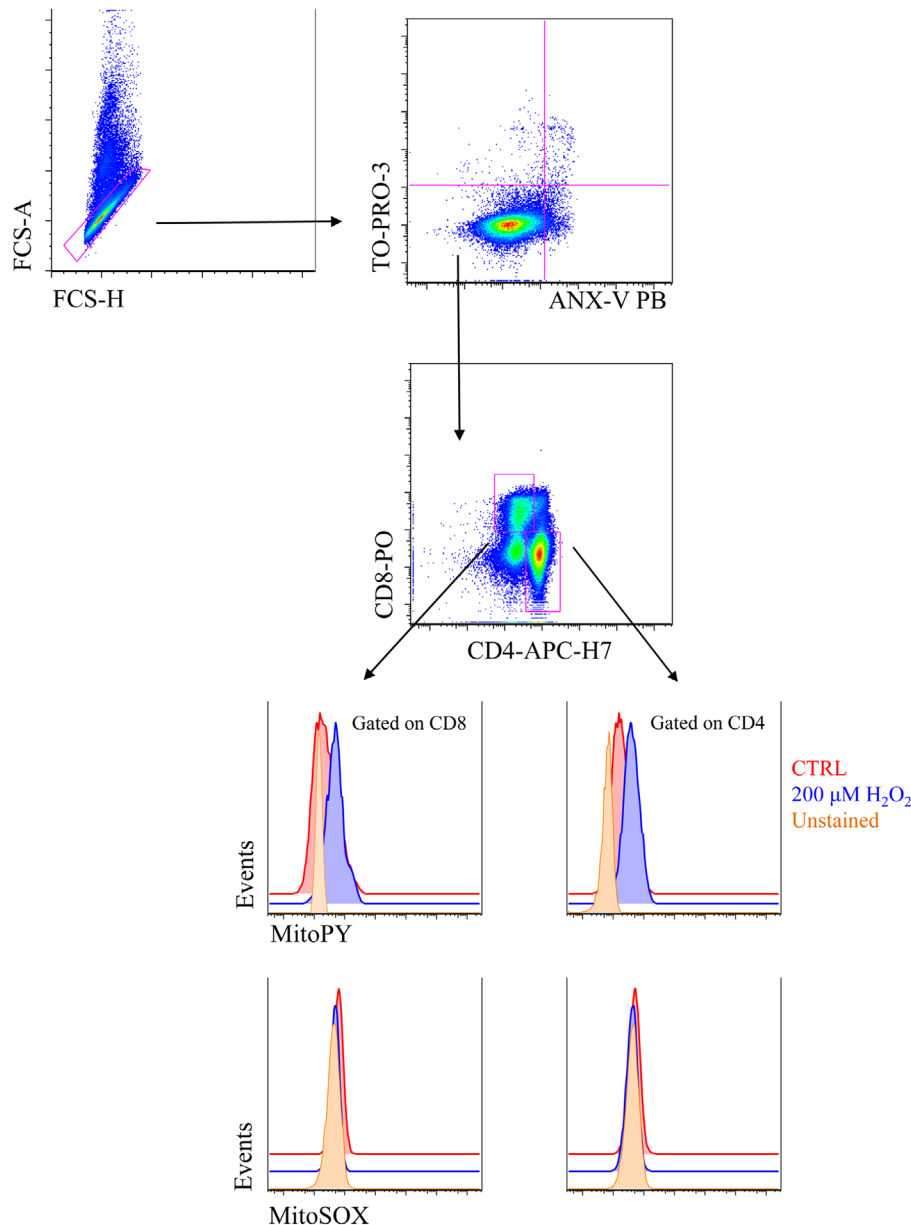 FCS-A
FCS-H
TO-PRO-3
ANX-V PB
CD8-PO
CD4-APC-H7
Gated on CD8
Gated on CD4
CTRL
200 μM H₂O₂
Unstained
Events
MitoPY
Events
MitoSOX